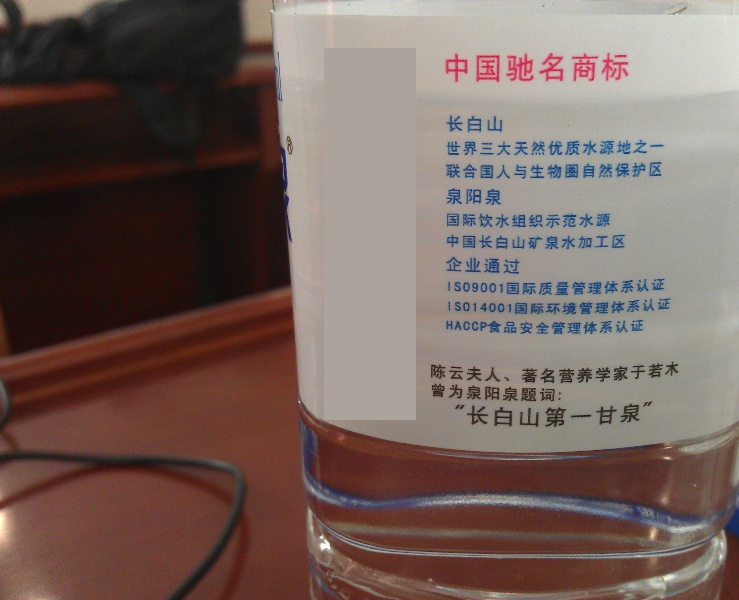 中国驰名商标
长白山
世界三大天然优质水源地之一
联合国人与生物圈自然保护区
泉阳泉
国际饮水组织示范水源
中国长白山矿泉水加工区
企业通过
ISO9001国际质量管理体系认证
ISO14001国际环境管理体系认证
HACCP食品安全管理体系认证
陈云夫人、著名营养学家于若木
曾为泉阳泉题词:
"长白山第一甘泉"